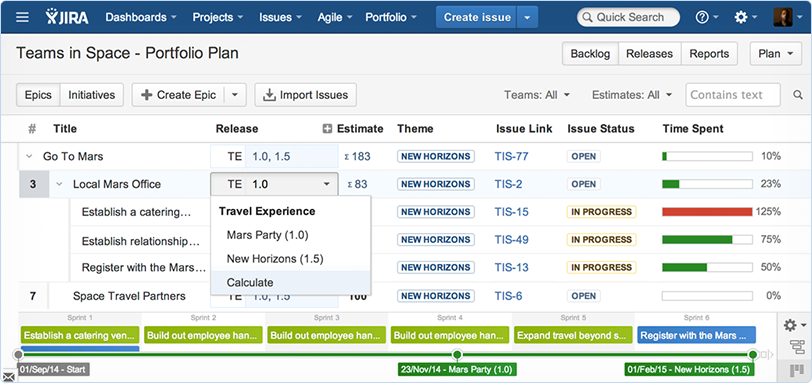 JIRA Dashboards Projects Issues Agile Portfolio Create issue Quick Search
Teams in Space - Portfolio Plan Backlog Releases Reports Plan
Epics Initiatives + Create Epic Import Issues Teams: All Estimates: All Contains text
# Title Release Estimate Theme Issue Link Issue Status Time Spent
Go To Mars TE 1.0, 1.5 Σ 183 NEW HORIZONS TIS-77 OPEN 10%
3 Local Mars Office TE 1.0 Σ 83 NEW HORIZONS TIS-2 OPEN 23%
Establish a catering... NEW HORIZONS TIS-15 IN PROGRESS 125%
Establish relationship... NEW HORIZONS TIS-49 IN PROGRESS 75%
Register with the Mars... NEW HORIZONS TIS-13 IN PROGRESS 50%
7 Space Travel Partners TE 1.0, 1.5 100 NEW HORIZONS TIS-6 OPEN 0%
Travel Experience
Mars Party (1.0)
New Horizons (1.5)
Calculate
Sprint 1 Sprint 2 Sprint 3 Sprint 4 Sprint 5 Sprint 6
Establish a catering ven... Build out employee han... Build out employee han... Build out employee han... Expand travel beyond s... Register with the Mars ...
01/Sep/14 - Start 23/Nov/14 - Mars Party (1.0) 01/Feb/15 - New Horizons (1.5)